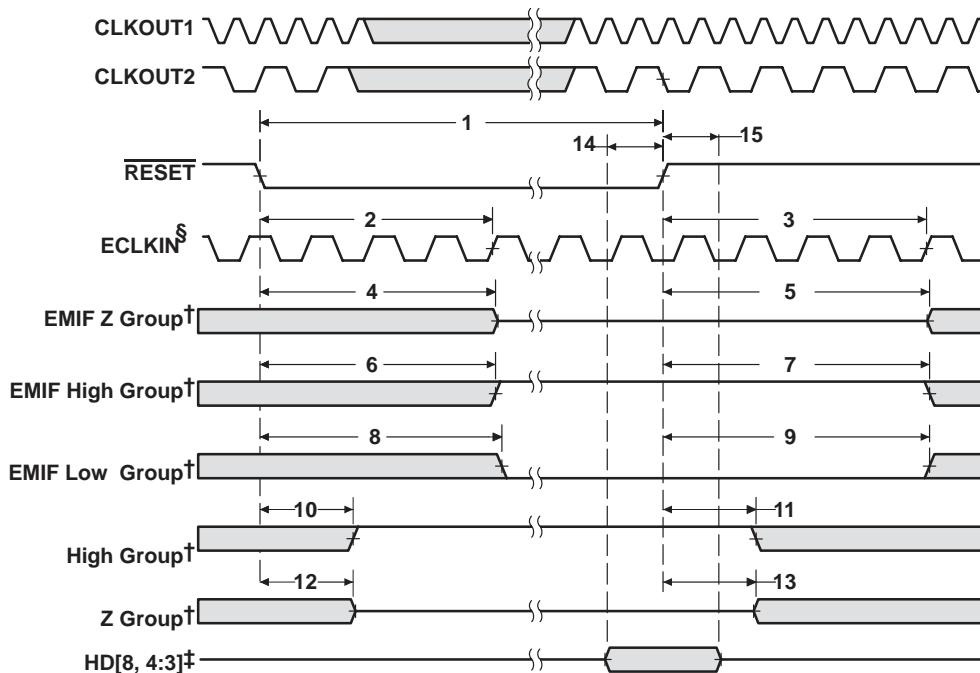 CLKOUT1
CLKOUT2
1
14
15
RESET
2
3
ECLKIN§
4
5
EMIF Z Group†
6
7
EMIF High Group†
8
9
EMIF Low Group†
10
11
High Group†
12
13
Z Group†
HD[8, 4:3]‡